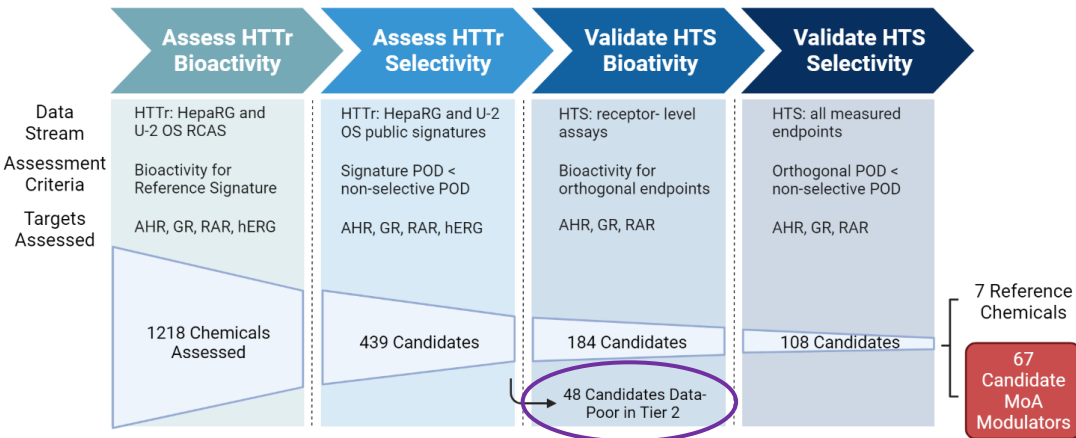 Assess HTTr
Bioactivity
Assess HTTr
Selectivity
Validate HTS
Bioativity
Validate HTS
Selectivity
Data
Stream
HTTr: HepaRG and
U-2 OS RCAS
HTTr: HepaRG and U-2
OS public signatures
HTS: receptor- level
assays
HTS: all measured
endpoints
Assessment
Criteria
Bioactivity for
Reference Signature
Signature POD <
non-selective POD
Bioactivity for
orthogonal endpoints
Orthogonal POD <
non-selective POD
Targets
Assessed
AHR, GR, RAR, hERG
AHR, GR, RAR, hERG
AHR, GR, RAR
AHR, GR, RAR
1218 Chemicals
Assessed
439 Candidates
184 Candidates
108 Candidates
48 Candidates Data-
Poor in Tier 2
7 Reference
Chemicals
67
Candidate
MoA
Modulators